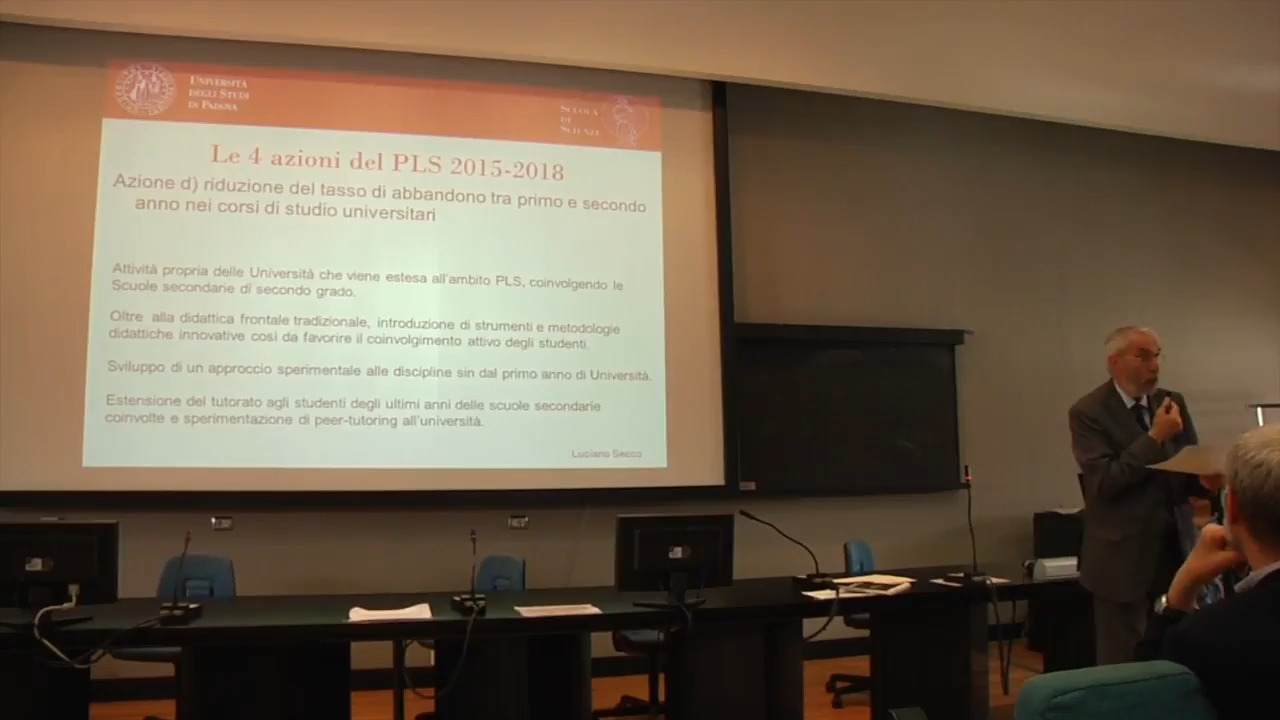 Università
degli Studi
di Padova
Scuola
di
Scienze
Le 4 azioni del PLS 2015-2018
Azione d) riduzione del tasso di abbandono tra primo e secondo
anno nei corsi di studio universitari
Attività propria delle Università che viene estesa all'ambito PLS, coinvolgendo le
Scuole secondarie di secondo grado.
Oltre alla didattica frontale tradizionale, introduzione di strumenti e metodologie
didattiche innovative così da favorire il coinvolgimento attivo degli studenti.
Sviluppo di un approccio sperimentale alle discipline sin dal primo anno di Università.
Estensione del tutorato agli studenti degli ultimi anni delle scuole secondarie
coinvolte e sperimentazione di peer-tutoring all'università.
Luciano Secco